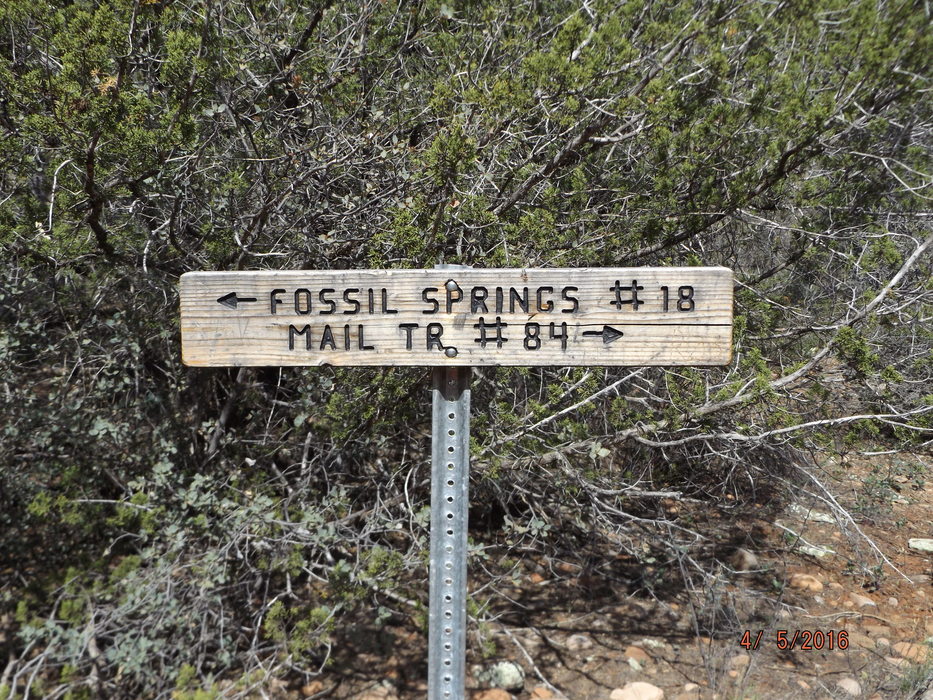 ← FOSSIL SPRINGS # 18
MAIL TR. # 84 →
4/ 5/2016